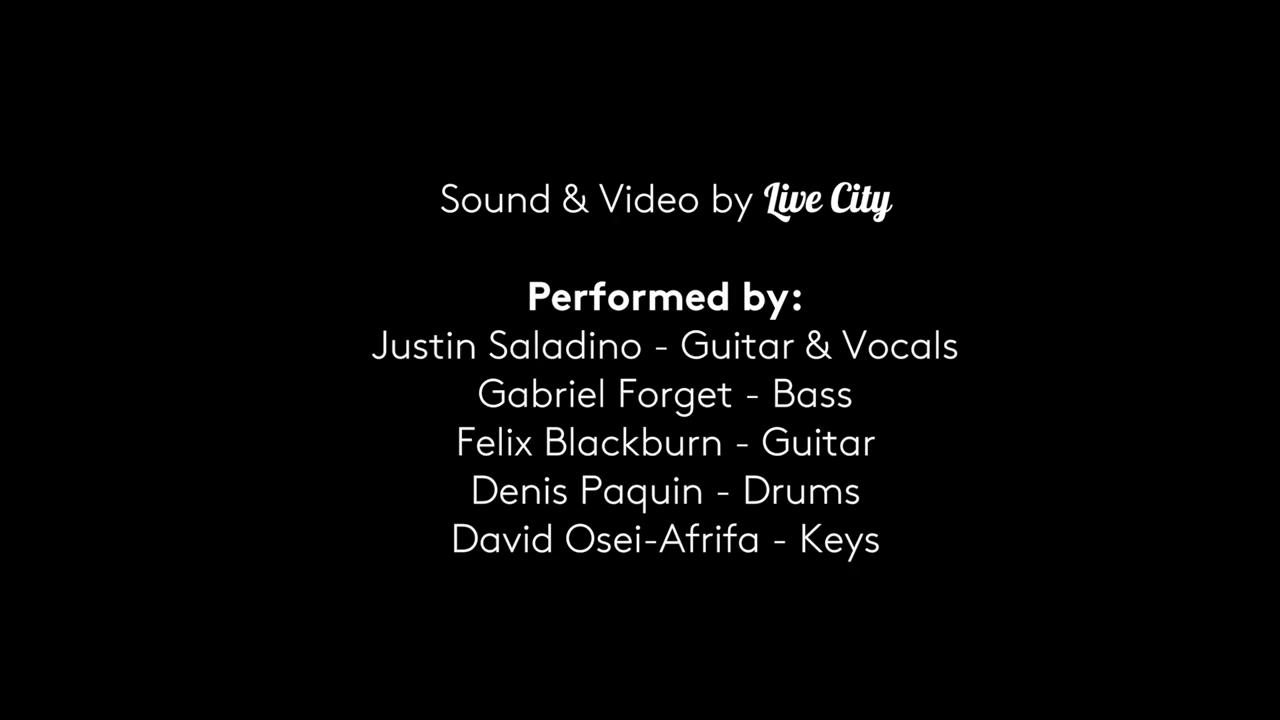 Sound & Video by Live City
Performed by:
Justin Saladino - Guitar & Vocals
Gabriel Forget - Bass
Felix Blackburn - Guitar
Denis Paquin - Drums
David Osei-Afrifa - Keys